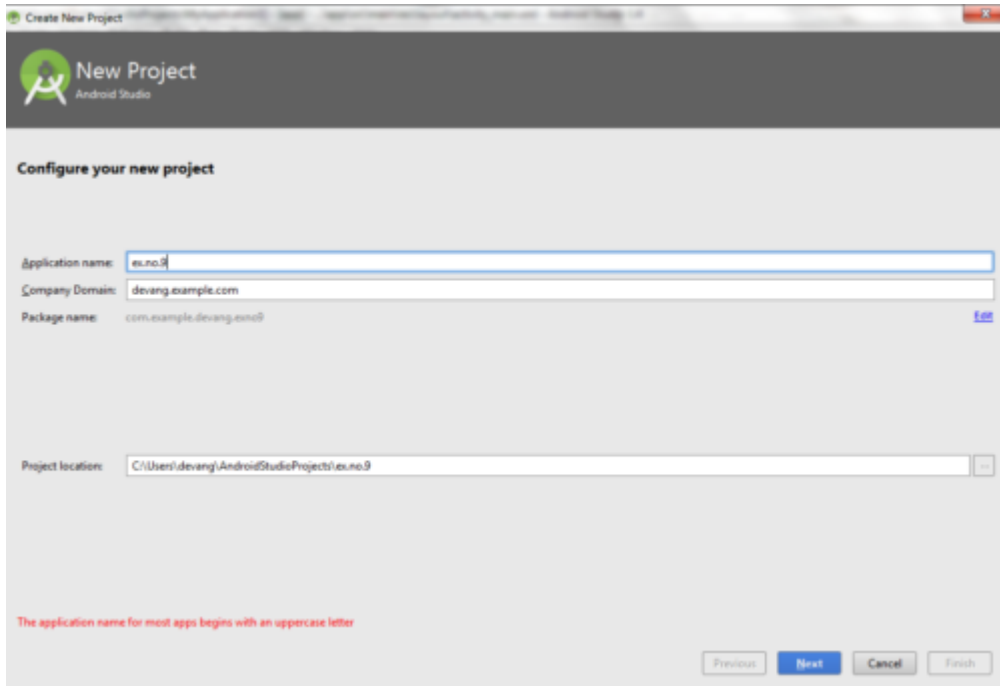 Create New Project
New Project
Android Studio
Configure your new project
Application name: ex.no.9
Company Domain: devang.example.com
Package name: com.example.devang.exno9 Edit
Project location: C:\Users\devang\AndroidStudioProjects\ex.no.9 ...
The application name for most apps begins with an uppercase letter
Previous Next Cancel Finish